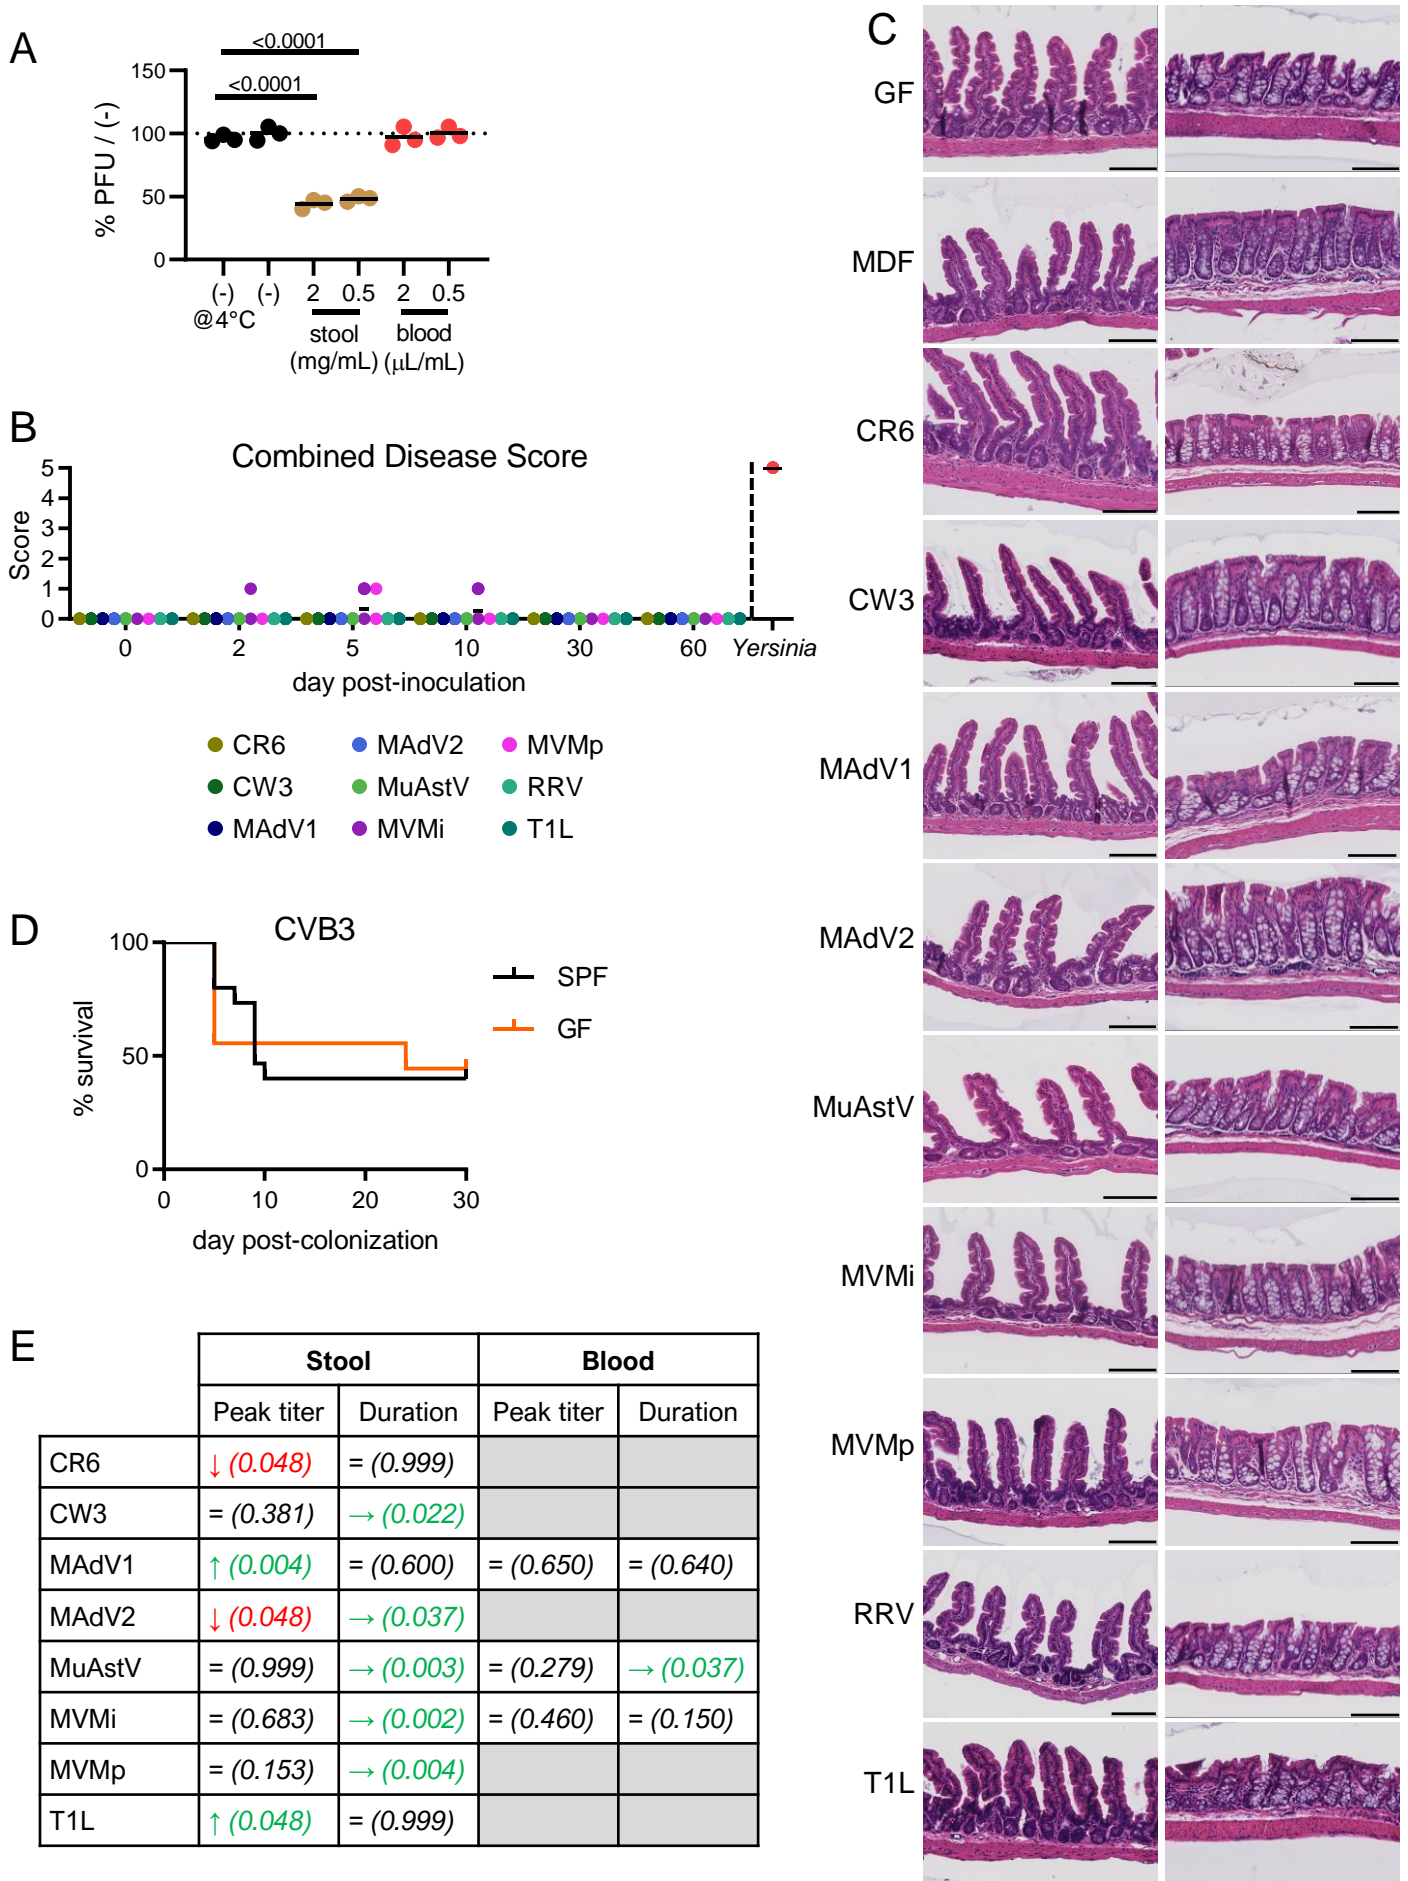 A
<0.0001
<0.0001
150
100
50
0
% PFU / (-)
(-) (-) 2 0.5 2 0.5
@4°C
stool blood
(mg/mL) (μL/mL)
B
Combined Disease Score
5
4
3
2
1
0
Score
0 2 5 10 30 60 Yersinia
day post-inoculation
CR6 MAdV2 MVMp
CW3 MuAstV RRV
MAdV1 MVMi T1L
C
GF
MDF
CR6
CW3
MAdV1
MAdV2
MuAstV
MVMi
MVMp
RRV
T1L
D
CVB3
100
50
0
% survival
0 10 20 30
day post-colonization
SPF
GF
E
Stool Blood
Peak titer Duration Peak titer Duration
CR6 ↓ (0.048) = (0.999)
CW3 = (0.381) → (0.022)
MAdV1 ↑ (0.004) = (0.600) = (0.650) = (0.640)
MAdV2 ↓ (0.048) → (0.037)
MuAstV = (0.999) → (0.003) = (0.279) → (0.037)
MVMi = (0.683) → (0.002) = (0.460) = (0.150)
MVMp = (0.153) → (0.004)
T1L ↑ (0.048) = (0.999)